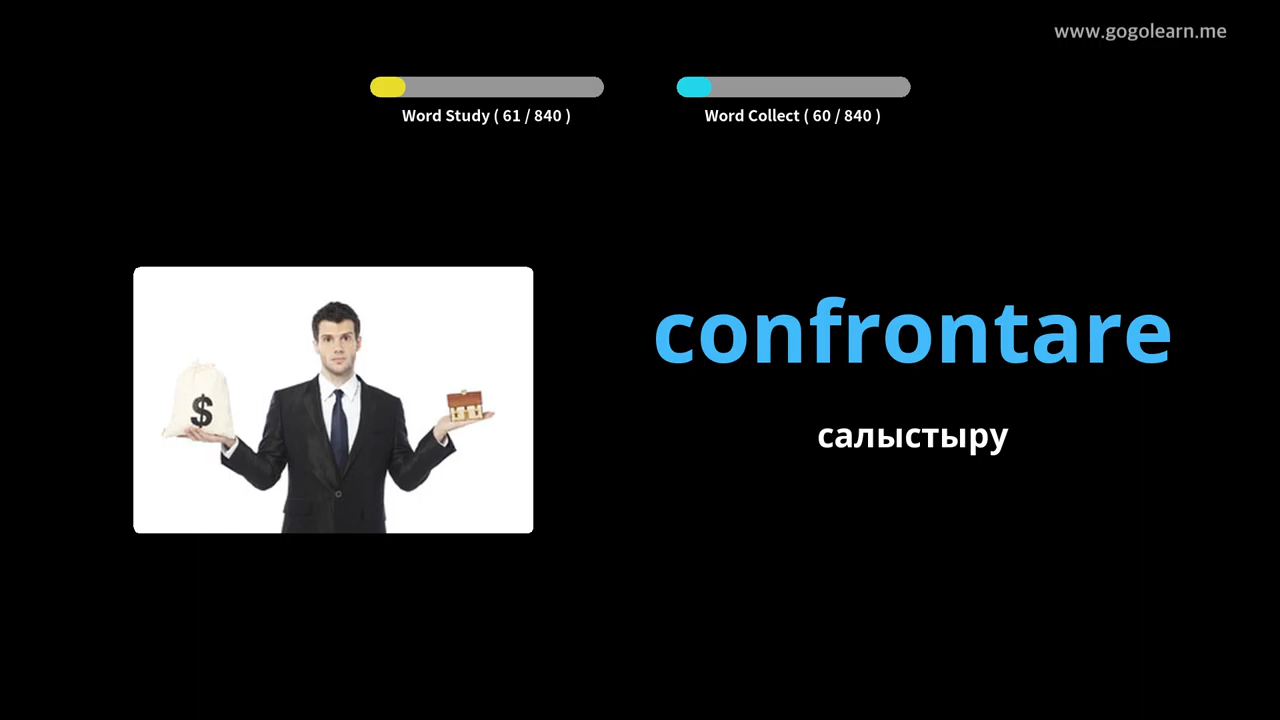 www.gogolearn.me
Word Study ( 61 / 840 )
Word Collect ( 60 / 840 )
$
confrontare
салыстыру